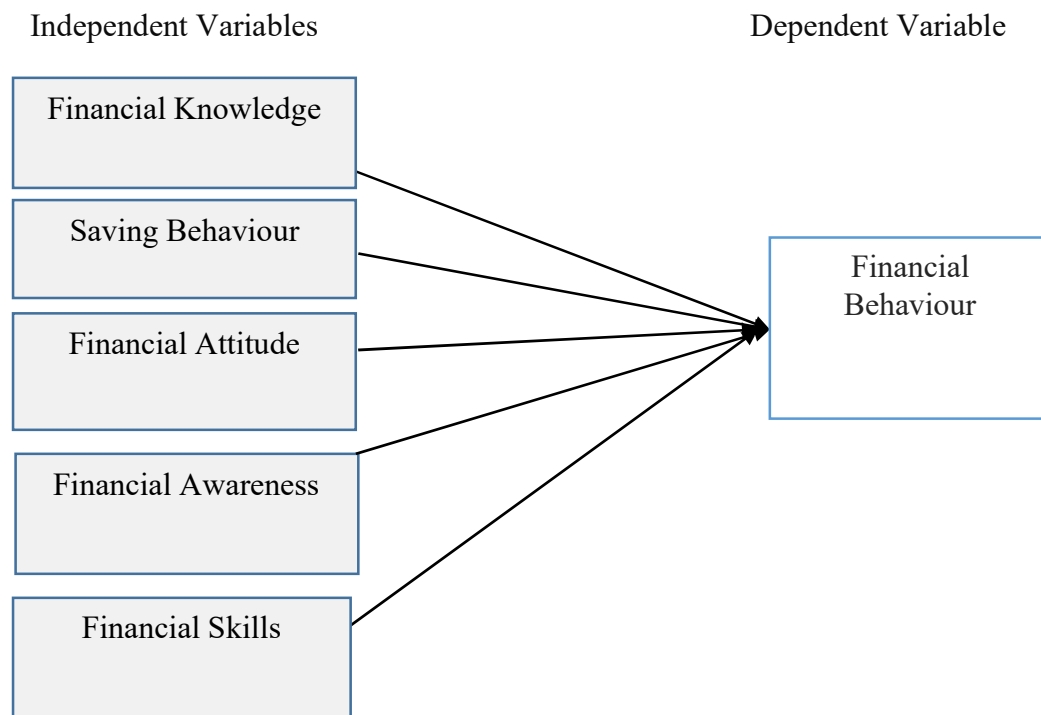 Independent Variables
Dependent Variable
Financial Knowledge
Saving Behaviour
Financial Attitude
Financial Awareness
Financial Skills
Financial
Behaviour